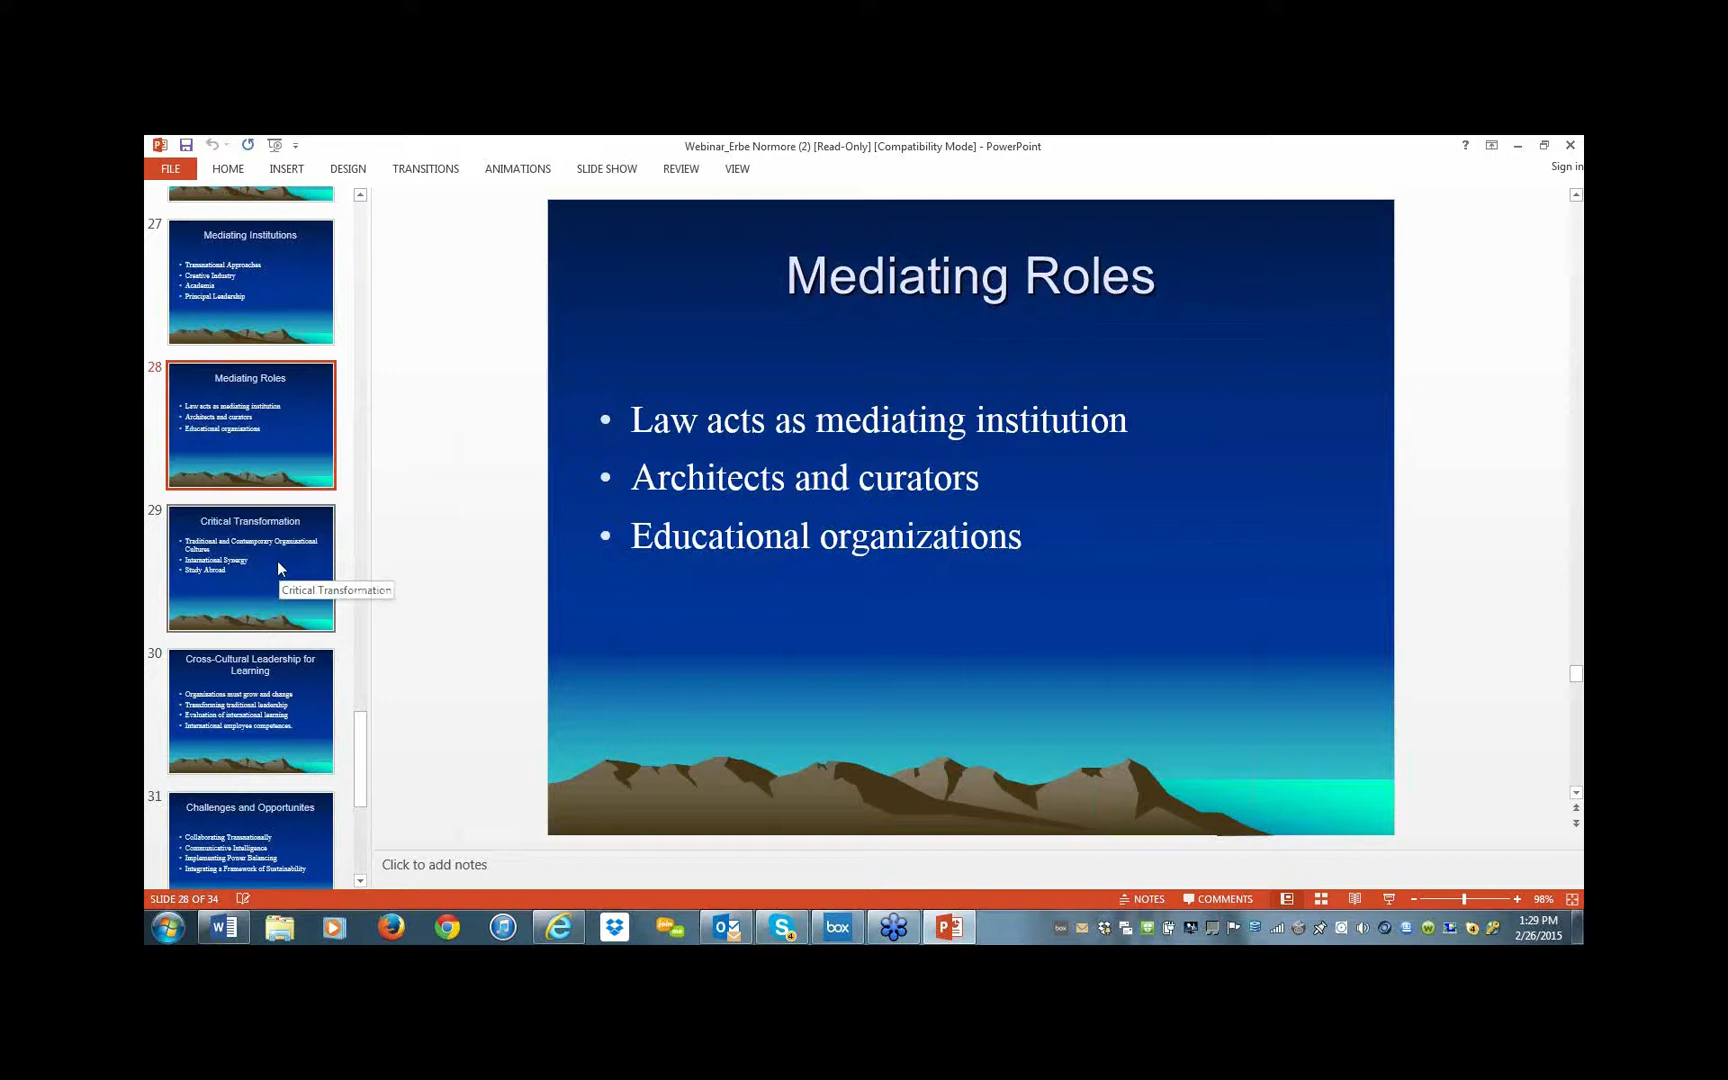 Webinar_Erbe Normore (2) [Read-Only] [Compatibility Mode] - PowerPoint
Sign in
FILE HOME INSERT DESIGN TRANSITIONS ANIMATIONS SLIDE SHOW REVIEW VIEW
27
Mediating Institutions
• Transnational Approaches
• Creative Industry
• Academia
• Principal Leadership
28
Mediating Roles
• Law acts as mediating institution
• Architects and curators
• Educational organizations
29
Critical Transformation
• Traditional and Contemporary Organizational
Cultures
• International Synergy
• Study Abroad
Critical Transformation
30
Cross-Cultural Leadership for
Learning
• Organizations must grow and change
• Transforming traditional leadership
• Evaluation of international learning
• International employee competences.
31
Challenges and Opportunites
• Collaborating Transnationally
• Communicative Intelligence
• Implementing Power Balancing
• Integrating a Framework of Sustainability
Mediating Roles
• Law acts as mediating institution
• Architects and curators
• Educational organizations
Click to add notes
SLIDE 28 OF 34
NOTES COMMENTS 98%
box
1:29 PM
2/26/2015